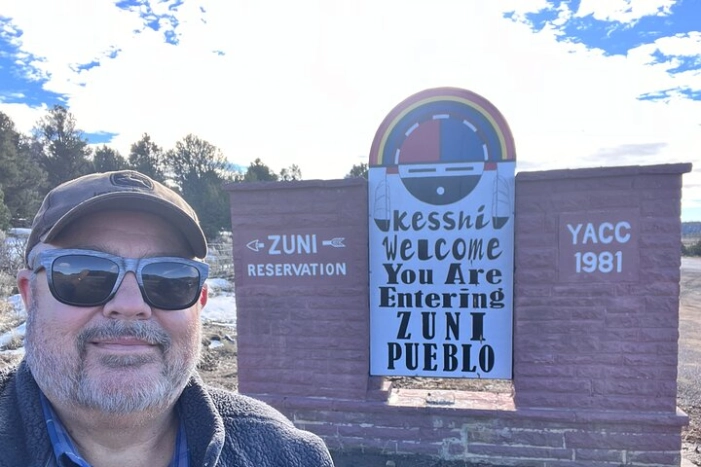 ZUNI
RESERVATION
Kesshi
WELCOME
You Are
Entering
ZUNI
PUEBLO
YACC
1981